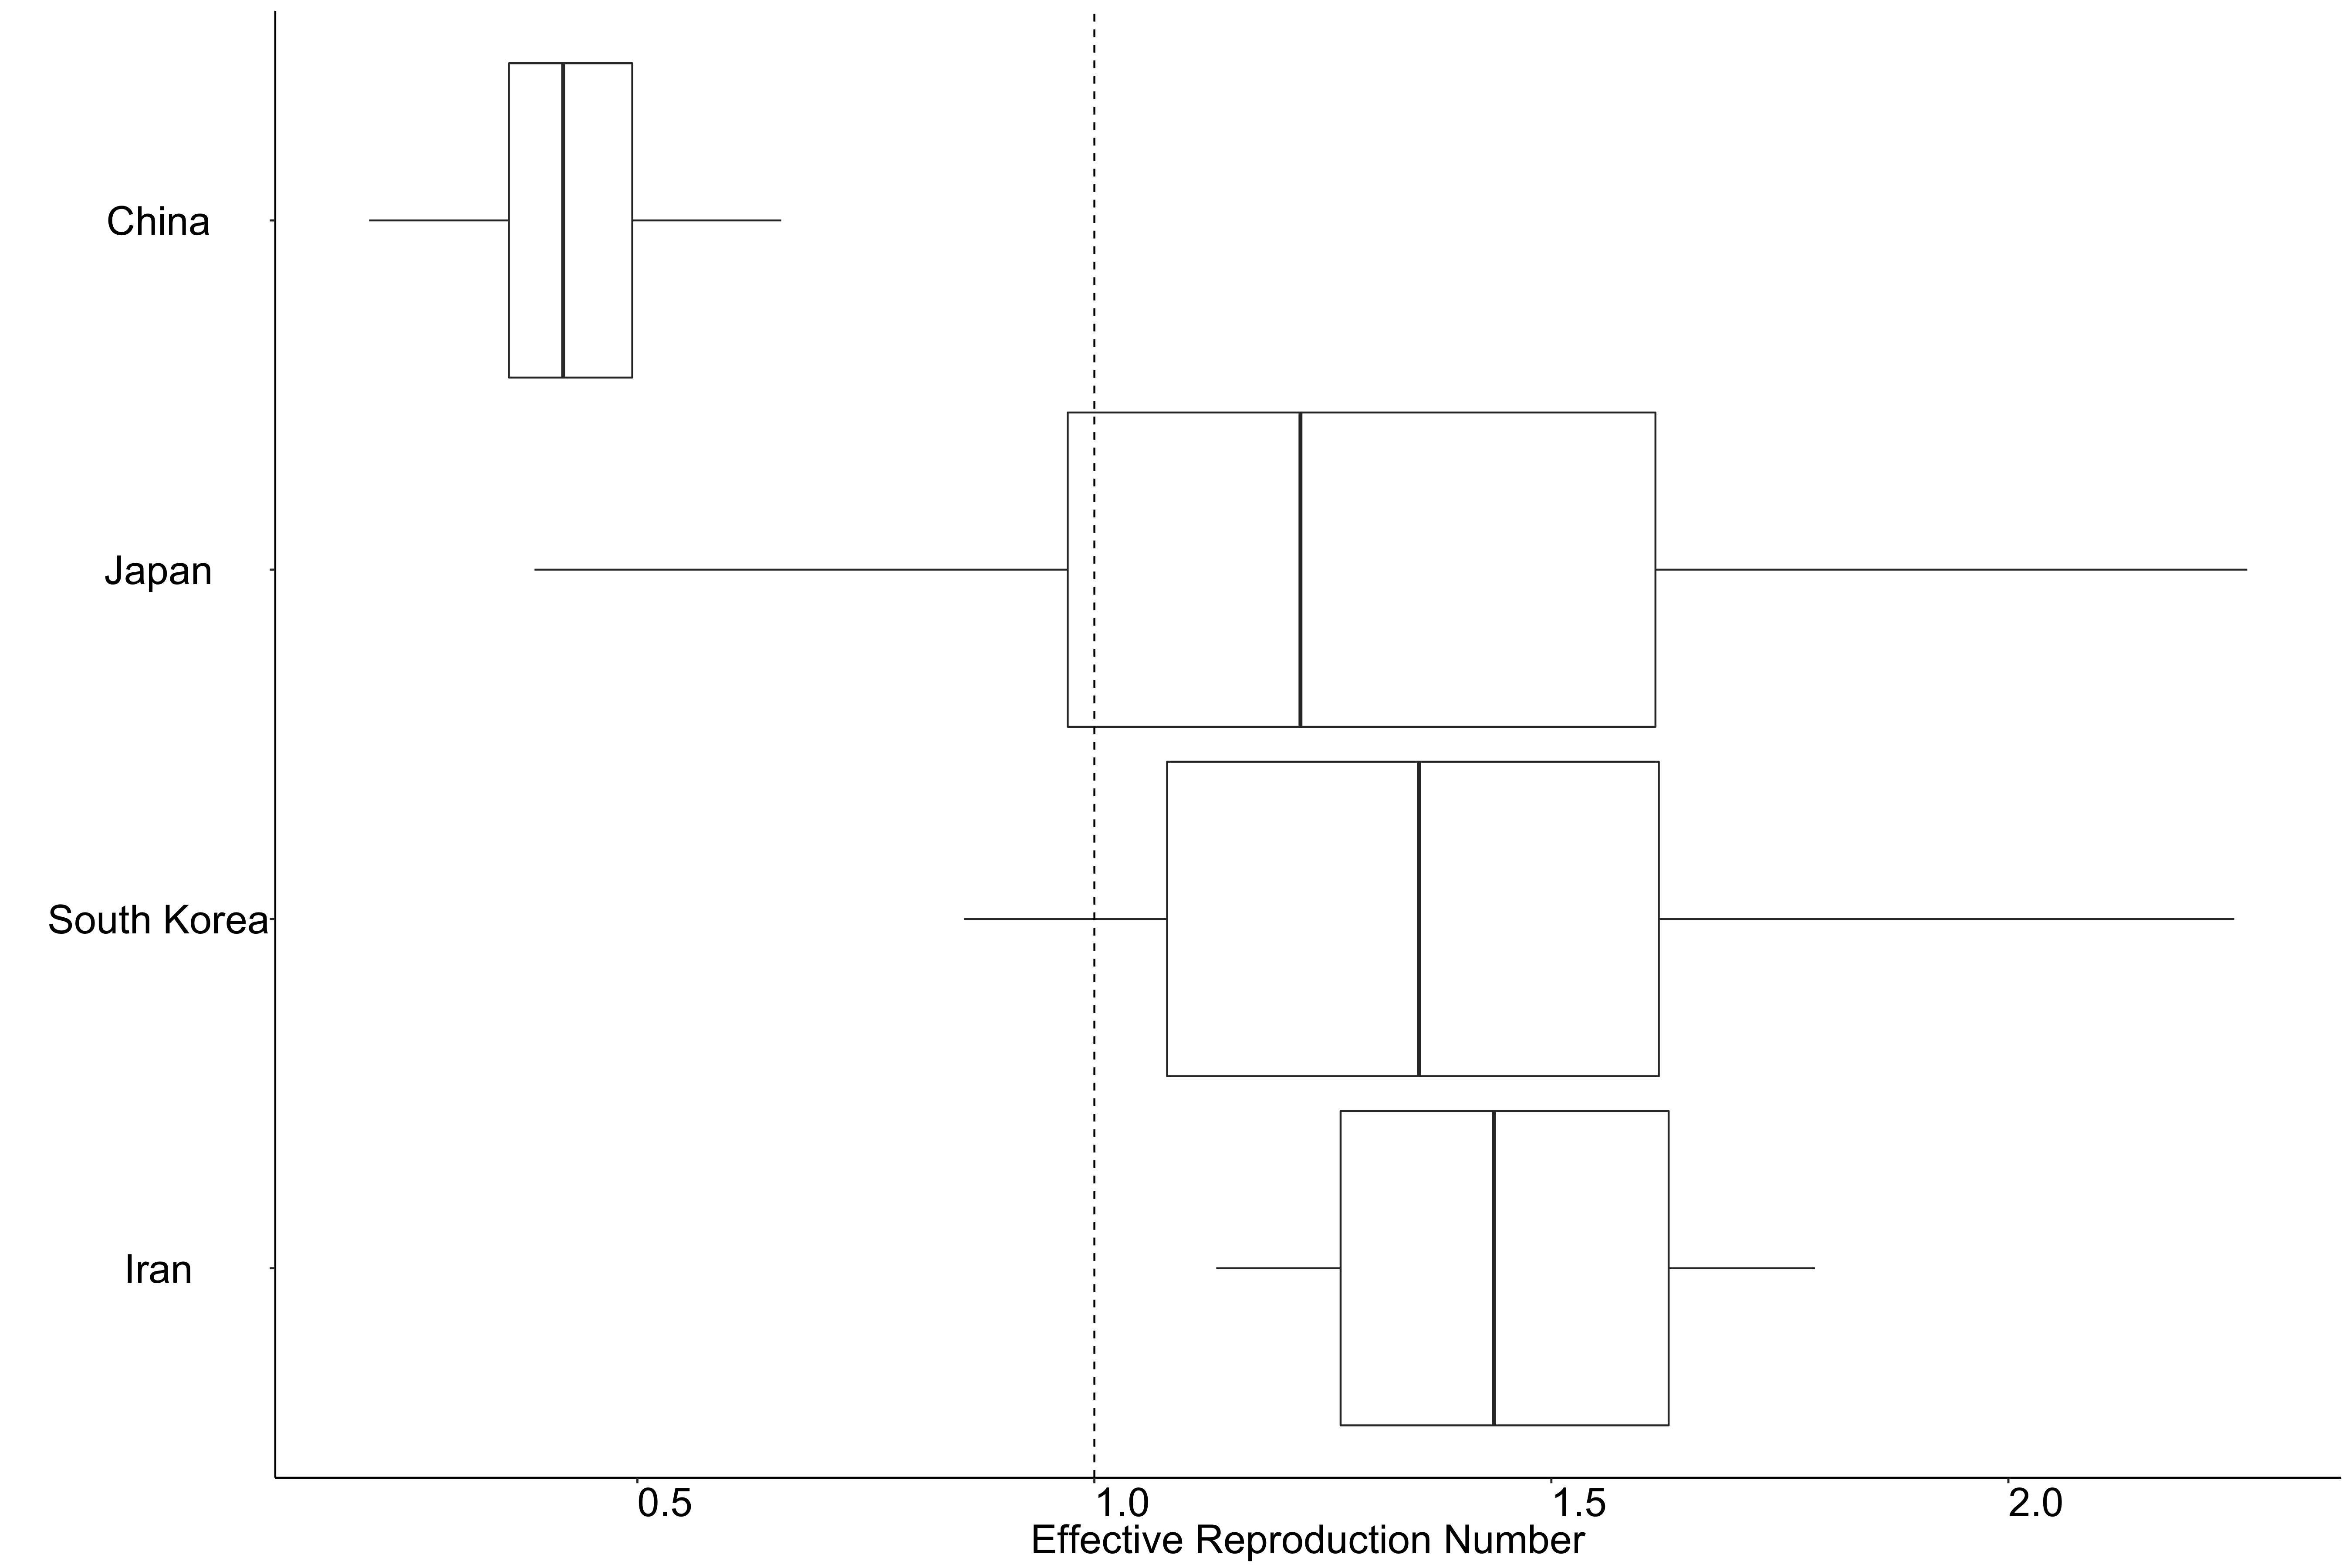 China
Japan
South Korea
Iran
0.5 1.0 1.5 2.0
Effective Reproduction Number